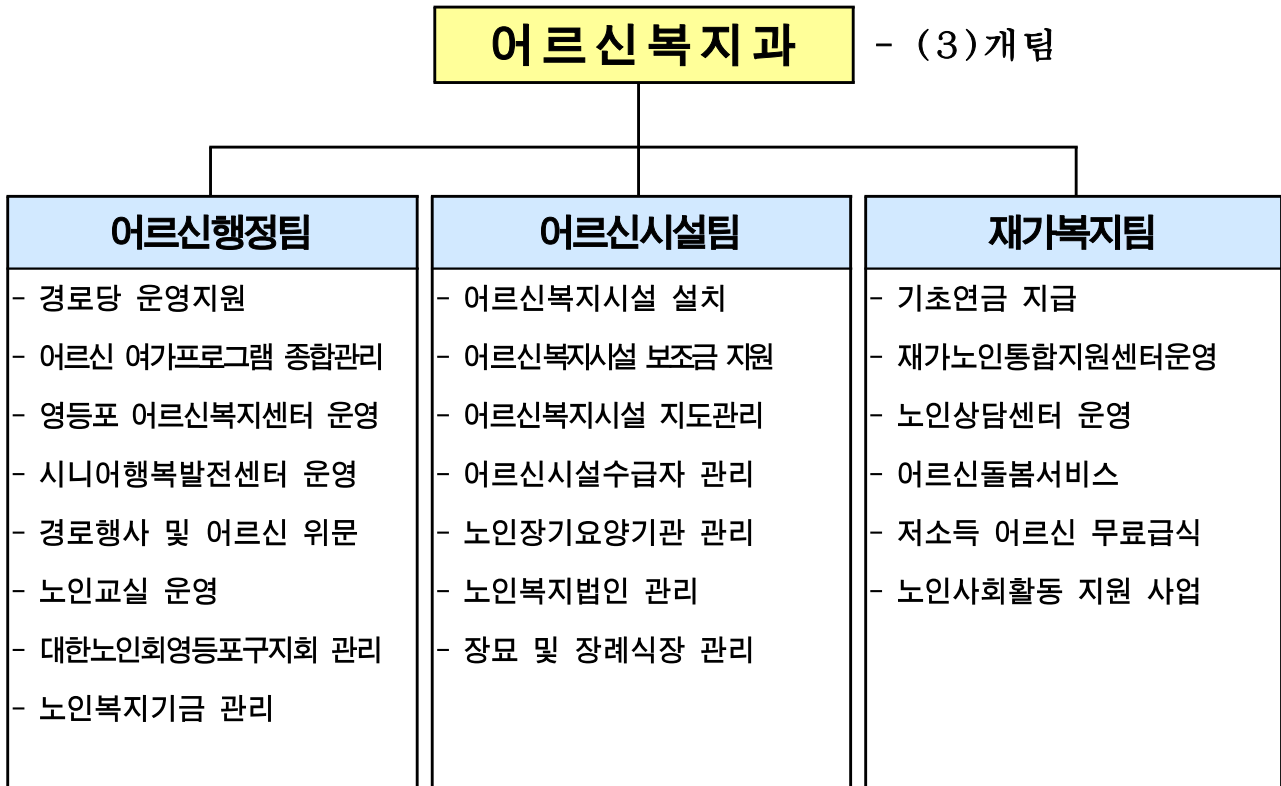 어르신복지과 - (3)개팀
어르신행정팀
- 경로당 운영지원
- 어르신 여가프로그램 종합관리
- 영등포 어르신복지센터 운영
- 시니어행복발전센터 운영
- 경로행사 및 어르신 위문
- 노인교실 운영
- 대한노인회영등포구지회 관리
- 노인복지기금 관리
어르신시설팀
- 어르신복지시설 설치
- 어르신복지시설 보조금 지원
- 어르신복지시설 지도관리
- 어르신시설수급자 관리
- 노인장기요양기관 관리
- 노인복지법인 관리
- 장묘 및 장례식장 관리
재가복지팀
- 기초연금 지급
- 재가노인통합지원센터운영
- 노인상담센터 운영
- 어르신돌봄서비스
- 저소득 어르신 무료급식
- 노인사회활동 지원 사업